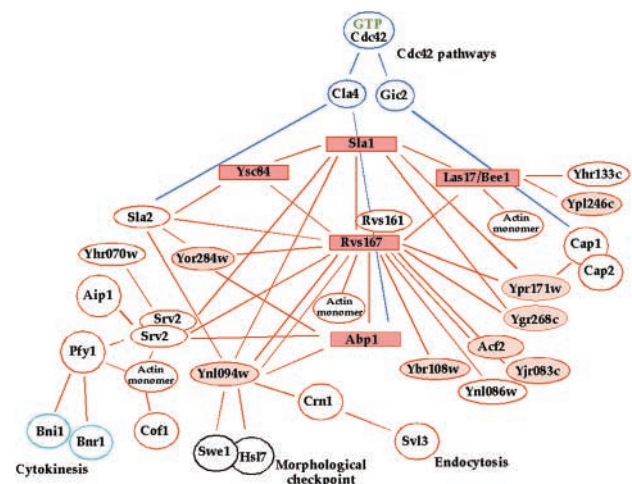 GTP
Cdc42
Cdc42 pathways
Cla4
Gic2
Sla1
Ysc84
Las17/Bee1
Yhr133c
Ypl246c
Sla2
Rvs161
Actin
monomer
Rvs167
Yhr070w
Yor284w
Cap1
Cap2
Aip1
Ypr171w
Srv2
Actin
monomer
Ygr268c
Srv2
Abp1
Acf2
Pfy1
Actin
monomer
Ynl094w
Ybr108w
Yjr083c
Ynl086w
Crn1
Bni1
Bnr1
Cof1
Swe1
Hsl7
Svl3
Cytokinesis
Morphological
checkpoint
Endocytosis